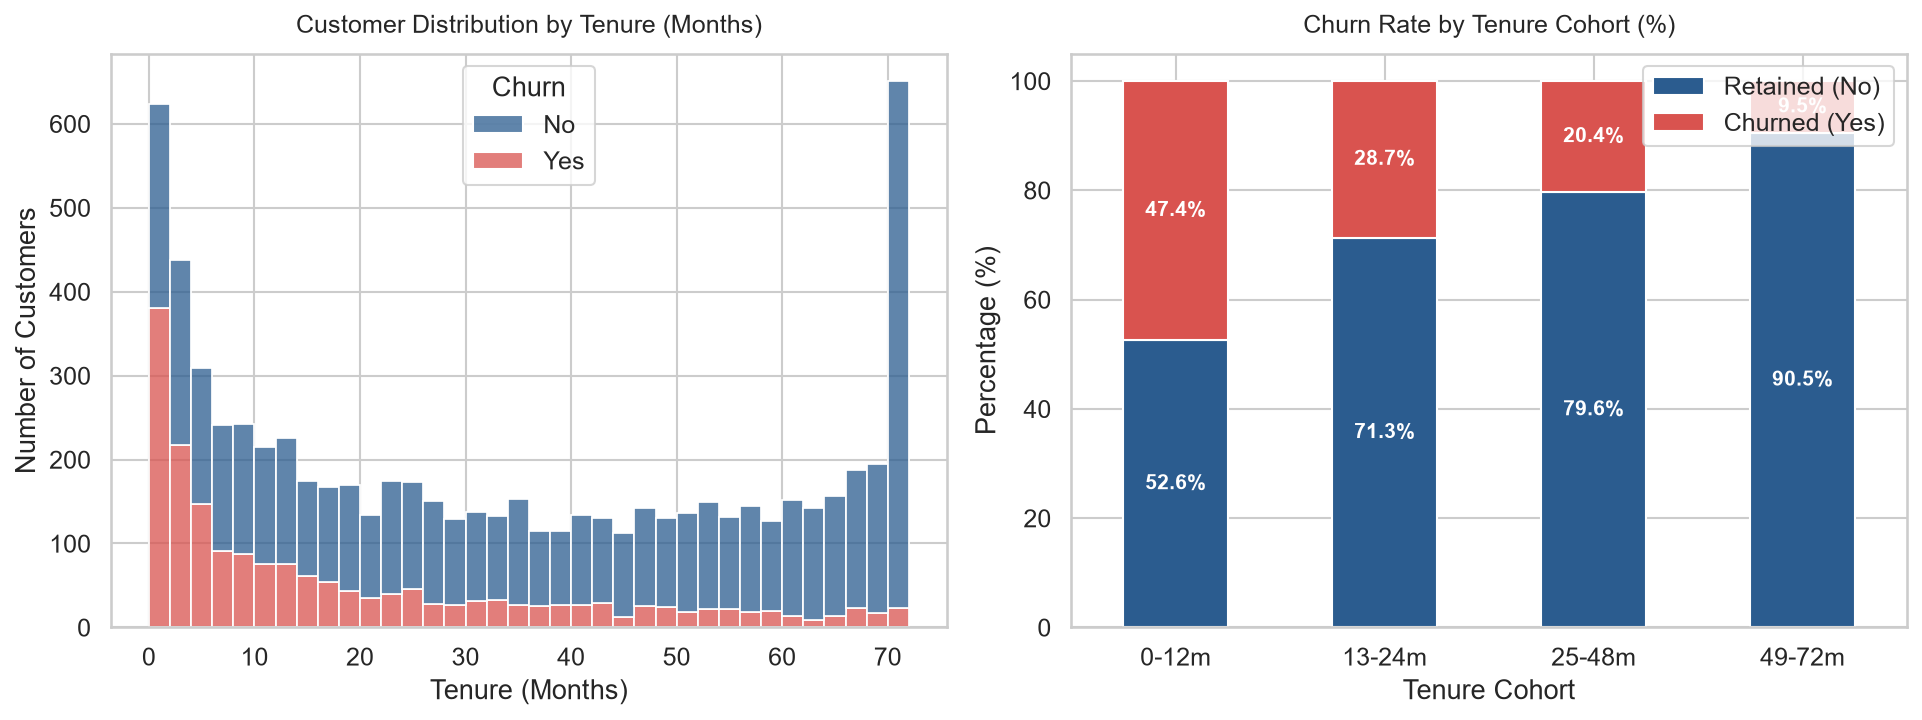 Customer Distribution by Tenure (Months)
Number of Customers
600
500
400
300
200
100
0
Churn
No
Yes
0 10 20 30 40 50 60 70
Tenure (Months)
Churn Rate by Tenure Cohort (%)
Percentage (%)
100
80
60
40
20
0
Retained (No)
Churned (Yes)
47.4%
28.7%
20.4%
9.5%
52.6%
71.3%
79.6%
90.5%
0-12m 13-24m 25-48m 49-72m
Tenure Cohort